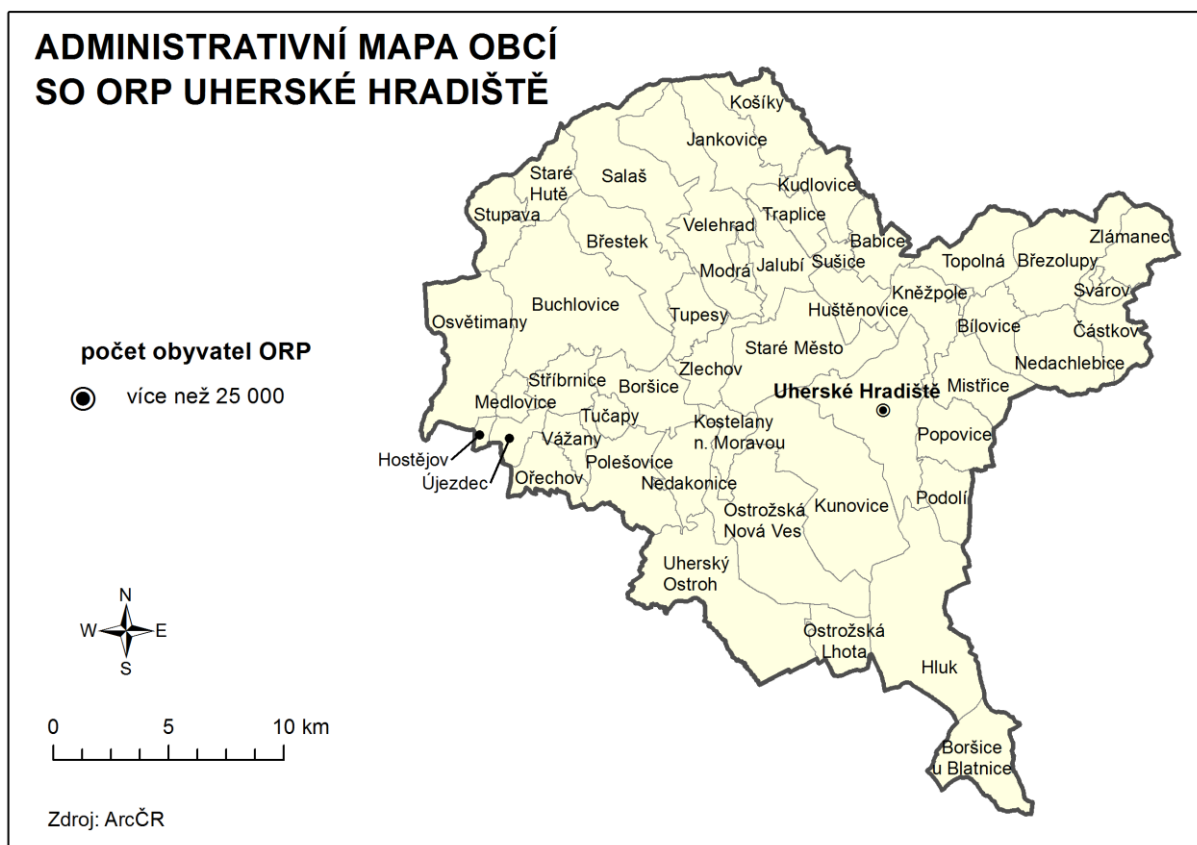 ADMINISTRATIVNÍ MAPA OBCÍ
SO ORP UHERSKÉ HRADIŠTĚ
Košíky
Jankovice
Staré
Hutě
Salaš
Kudlovice
Stupava
Traplice
Velehrad
Břestek
Babice
Zlámanec
Topolná
Březolupy
Modrá
Jalubí
Sušice
Svárov
Kněžpole
Buchlovice
Huštěnovice
Tupesy
Osvětimany
Bílovice
Částkov
Staré Město
Nedachlebice
počet obyvatel ORP
více než 25 000
Zlechov
Stříbrnice
Boršice
Mistřice
Uherské Hradiště
Medlovice
Tučapy
Kostelany
n. Moravou
Vážany
Popovice
Hostějov
Polešovice
Újezdec
Ořechov
Nedakonice
Podolí
Kunovice
Ostrožská
Nová Ves
Uherský
Ostroh
N
W
E
S
Ostrožská
Lhota
Hluk
0 5 10 km
Boršice
u Blatnice
Zdroj: ArcČR